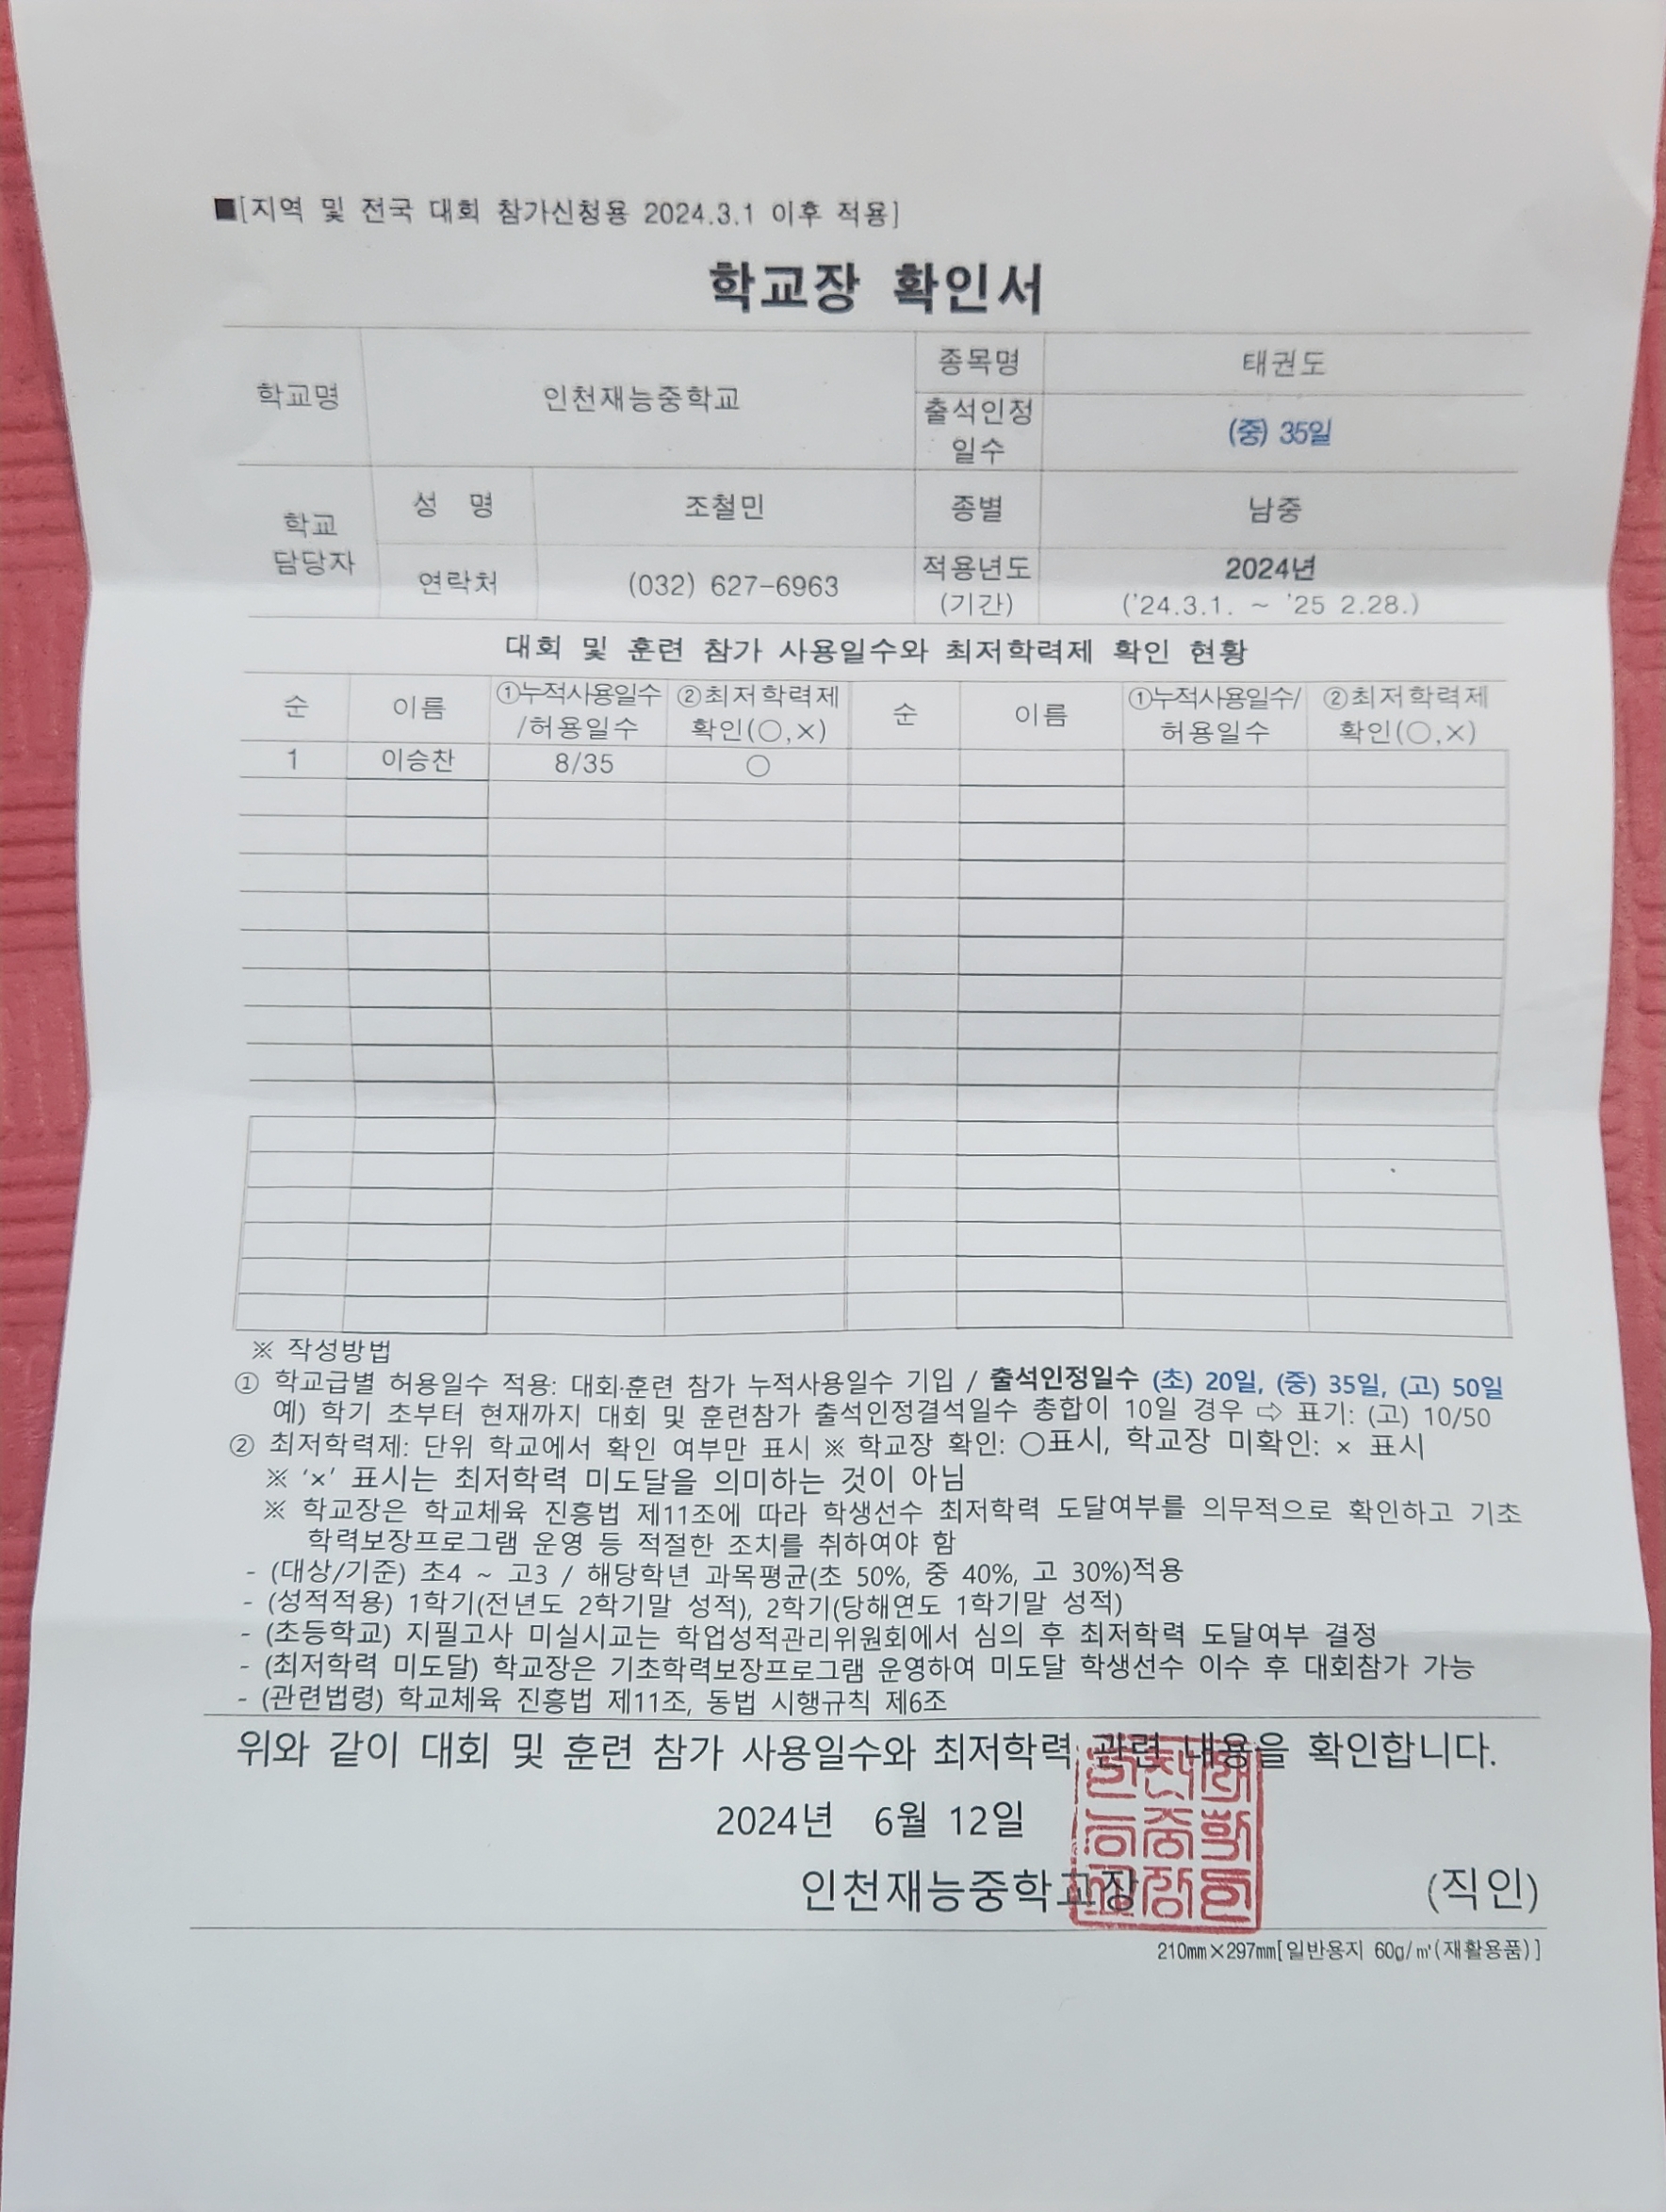 ■[지역 및 전국 대회 참가신청용 2024.3.1 이후 적용]
학교장 확인서
학교명 인천재능중학교 종목명 태권도
출석인정 일수 (중) 35일
학교 담당자 성 명 조철민 종별 남중
연락처 (032) 627-6963 적용년도 (기간) 2024년 ('24.3.1. ~ '25 2.28.)
대회 및 훈련 참가 사용일수와 최저학력제 확인 현황
순 이름 ①누적사용일수/허용일수 ②최저학력제 확인(○,×) 순 이름 ①누적사용일수/허용일수 ②최저학력제 확인(○,×)
1 이승찬 8/35 ○
※ 작성방법
① 학교급별 허용일수 적용: 대회·훈련 참가 누적사용일수 기입 / 출석인정일수 (초) 20일, (중) 35일, (고) 50일
예) 학기 초부터 현재까지 대회 및 훈련참가 출석인정결석일수 총합이 10일 경우 ⇨ 표기: (고) 10/50
② 최저학력제: 단위 학교에서 확인 여부만 표시 ※ 학교장 확인: ○표시, 학교장 미확인: × 표시
※ '×' 표시는 최저학력 미도달을 의미하는 것이 아님
※ 학교장은 학교체육 진흥법 제11조에 따라 학생선수 최저학력 도달여부를 의무적으로 확인하고 기초
학력보장프로그램 운영 등 적절한 조치를 취하여야 함
- (대상/기준) 초4 ~ 고3 / 해당학년 과목평균(초 50%, 중 40%, 고 30%)적용
- (성적적용) 1학기(전년도 2학기말 성적), 2학기(당해연도 1학기말 성적)
- (초등학교) 지필고사 미실시교는 학업성적관리위원회에서 심의 후 최저학력 도달여부 결정
- (최저학력 미도달) 학교장은 기초학력보장프로그램 운영하여 미도달 학생선수 이수 후 대회참가 가능
- (관련법령) 학교체육 진흥법 제11조, 동법 시행규칙 제6조
위와 같이 대회 및 훈련 참가 사용일수와 최저학력 관련 내용을 확인합니다.
2024년 6월 12일
인천재능중학교장 (직인)
210㎜×297㎜[일반용지 60g/㎡(재활용품)]